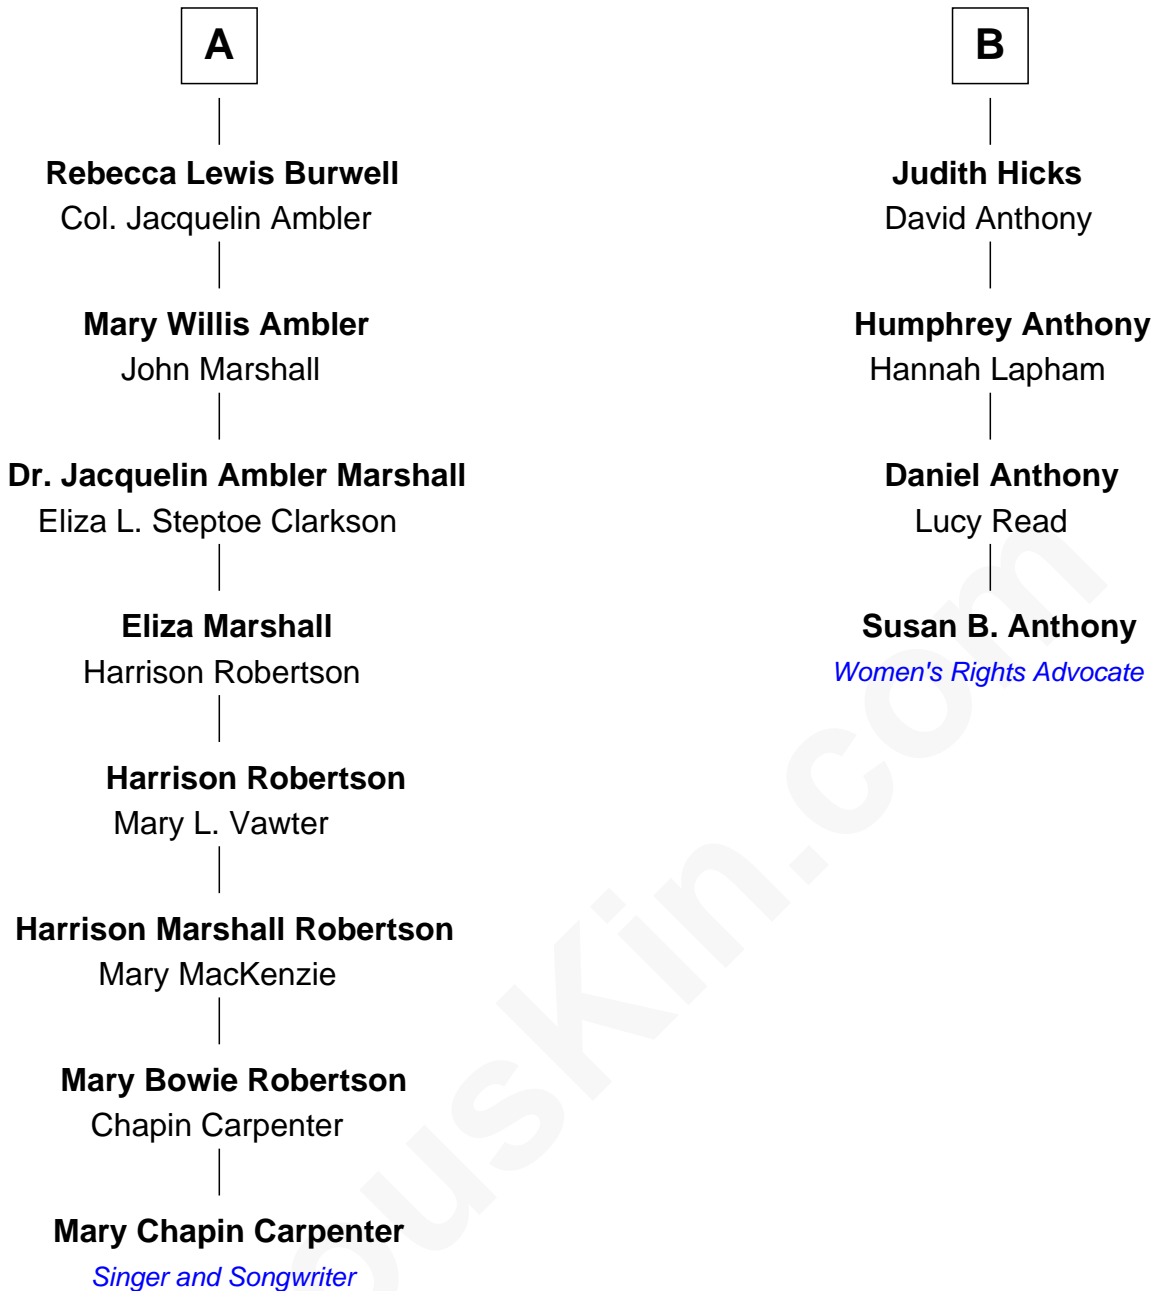 A
Rebecca Lewis Burwell
Col. Jacquelin Ambler
Mary Willis Ambler
John Marshall
Dr. Jacquelin Ambler Marshall
Eliza L. Steptoe Clarkson
Eliza Marshall
Harrison Robertson
Harrison Robertson
Mary L. Vawter
Harrison Marshall Robertson
Mary MacKenzie
Mary Bowie Robertson
Chapin Carpenter
Mary Chapin Carpenter
Singer and Songwriter
B
Judith Hicks
David Anthony
Humphrey Anthony
Hannah Lapham
Daniel Anthony
Lucy Read
Susan B. Anthony
Women's Rights Advocate
ousKin.com